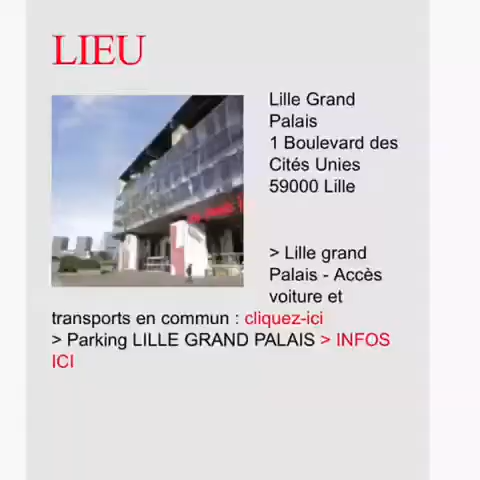 LIEU
Lille Grand
Palais
1 Boulevard des
Cités Unies
59000 Lille
> Lille grand
Palais - Accès
voiture et
transports en commun : cliquez-ici
> Parking LILLE GRAND PALAIS > INFOS
ICI